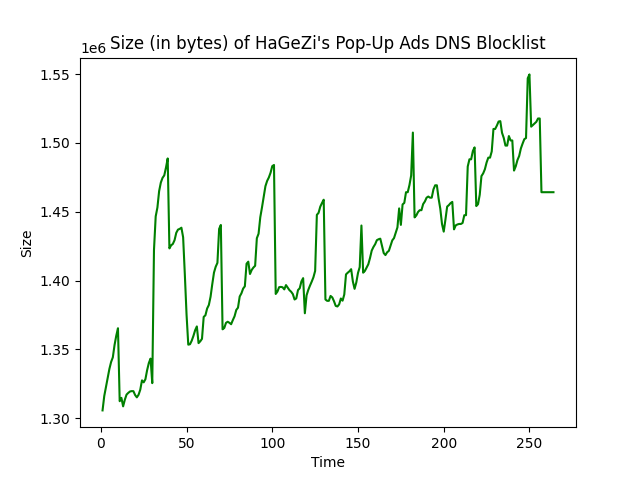 Size (in bytes) of HaGeZi's Pop-Up Ads DNS Blocklist
1e6
1.55
1.50
1.45
1.40
1.35
1.30
Size
0 50 100 150 200 250
Time